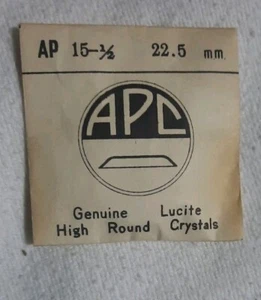 AP 15-½ 22.5 mm
APC
Genuine Lucite
High Round Crystals